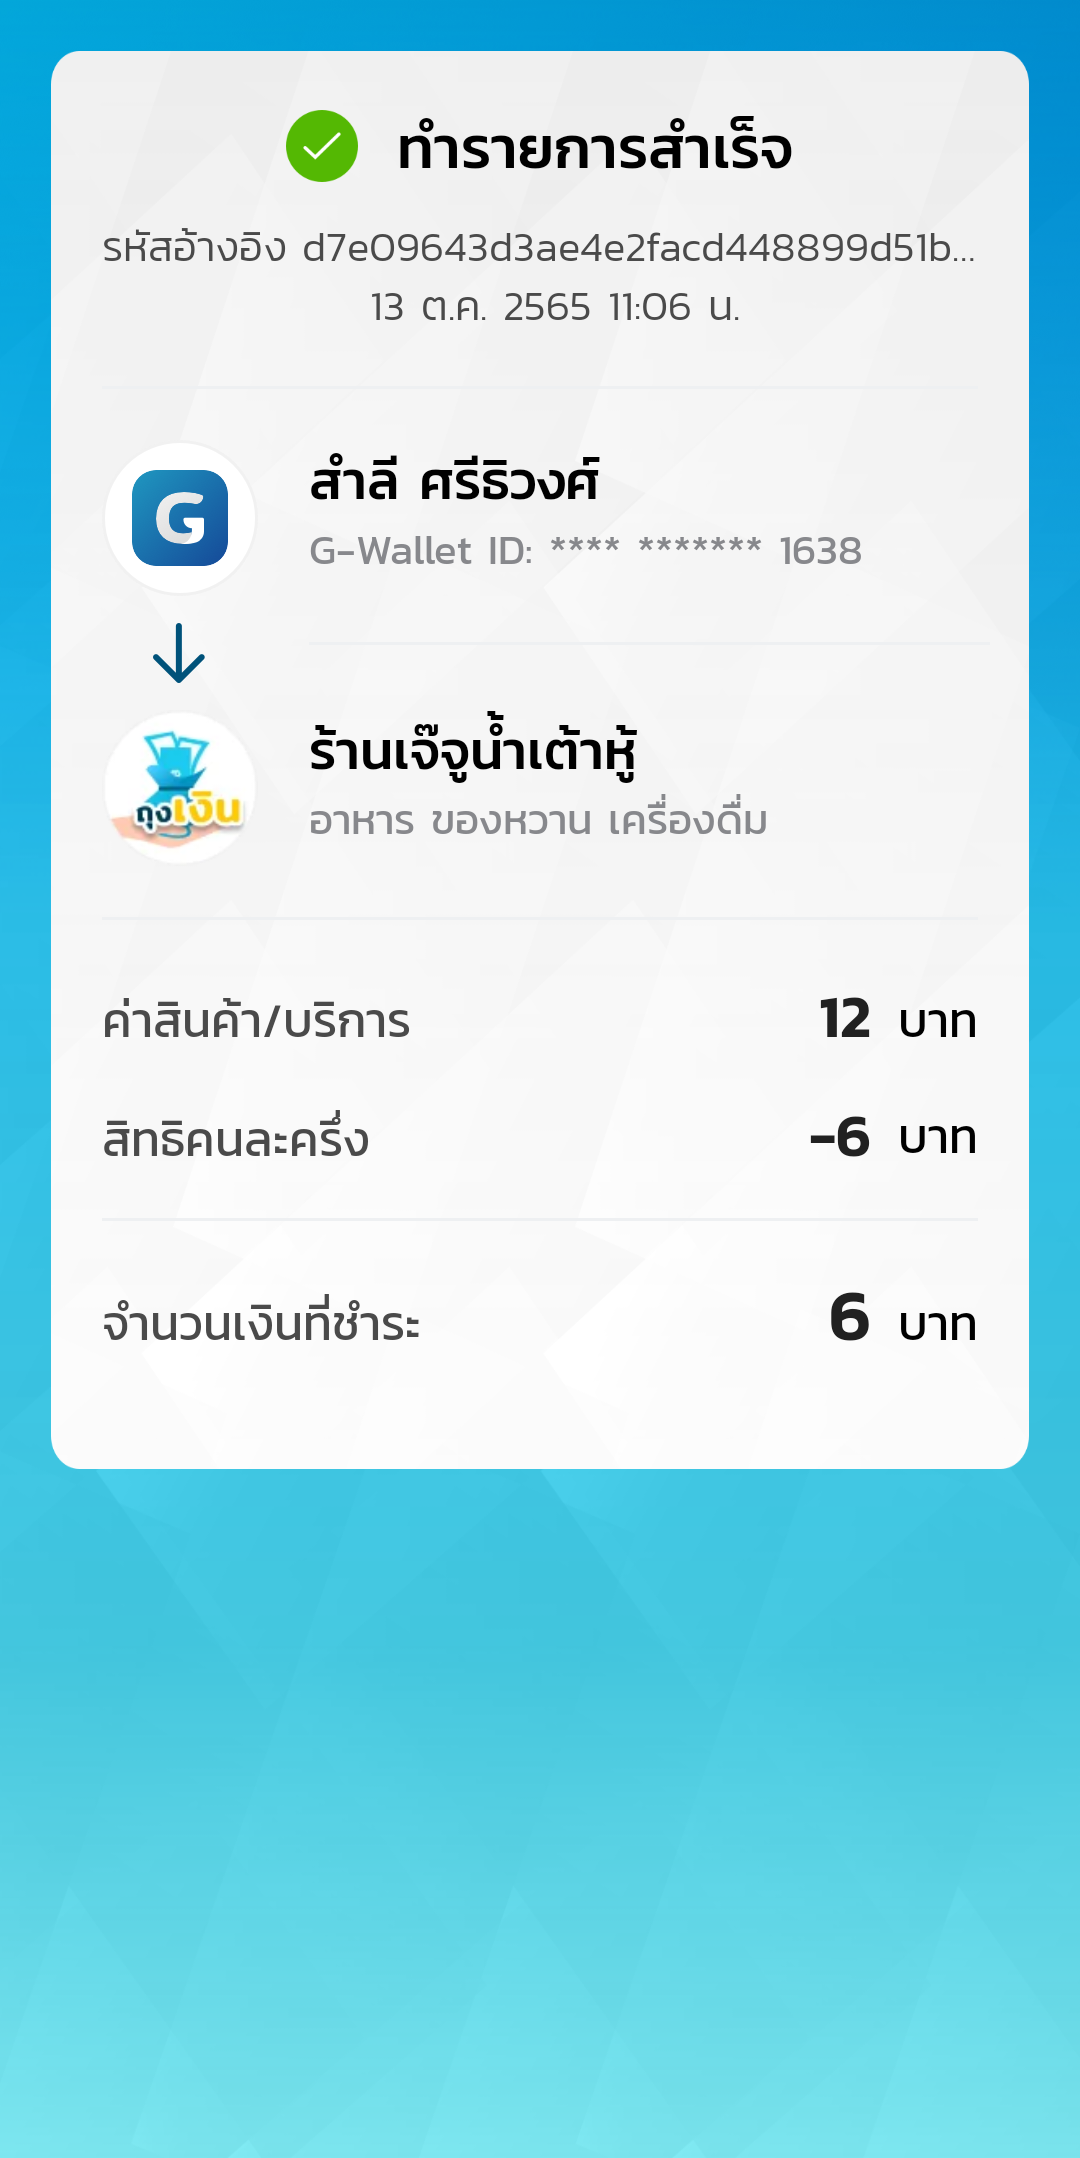 ทำรายการสำเร็จ
รหัสอ้างอิง d7e09643d3ae4e2facd448899d51b...
13 ต.ค. 2565 11:06 น.
G
สำลี ศรีธิวงศ์
G-Wallet ID: **** ******* 1638
ถุงเงิน
ร้านเจ๊จูน้ำเต้าหู้
อาหาร ของหวาน เครื่องดื่ม
ค่าสินค้า/บริการ 12 บาท
สิทธิคนละครึ่ง -6 บาท
จำนวนเงินที่ชำระ 6 บาท